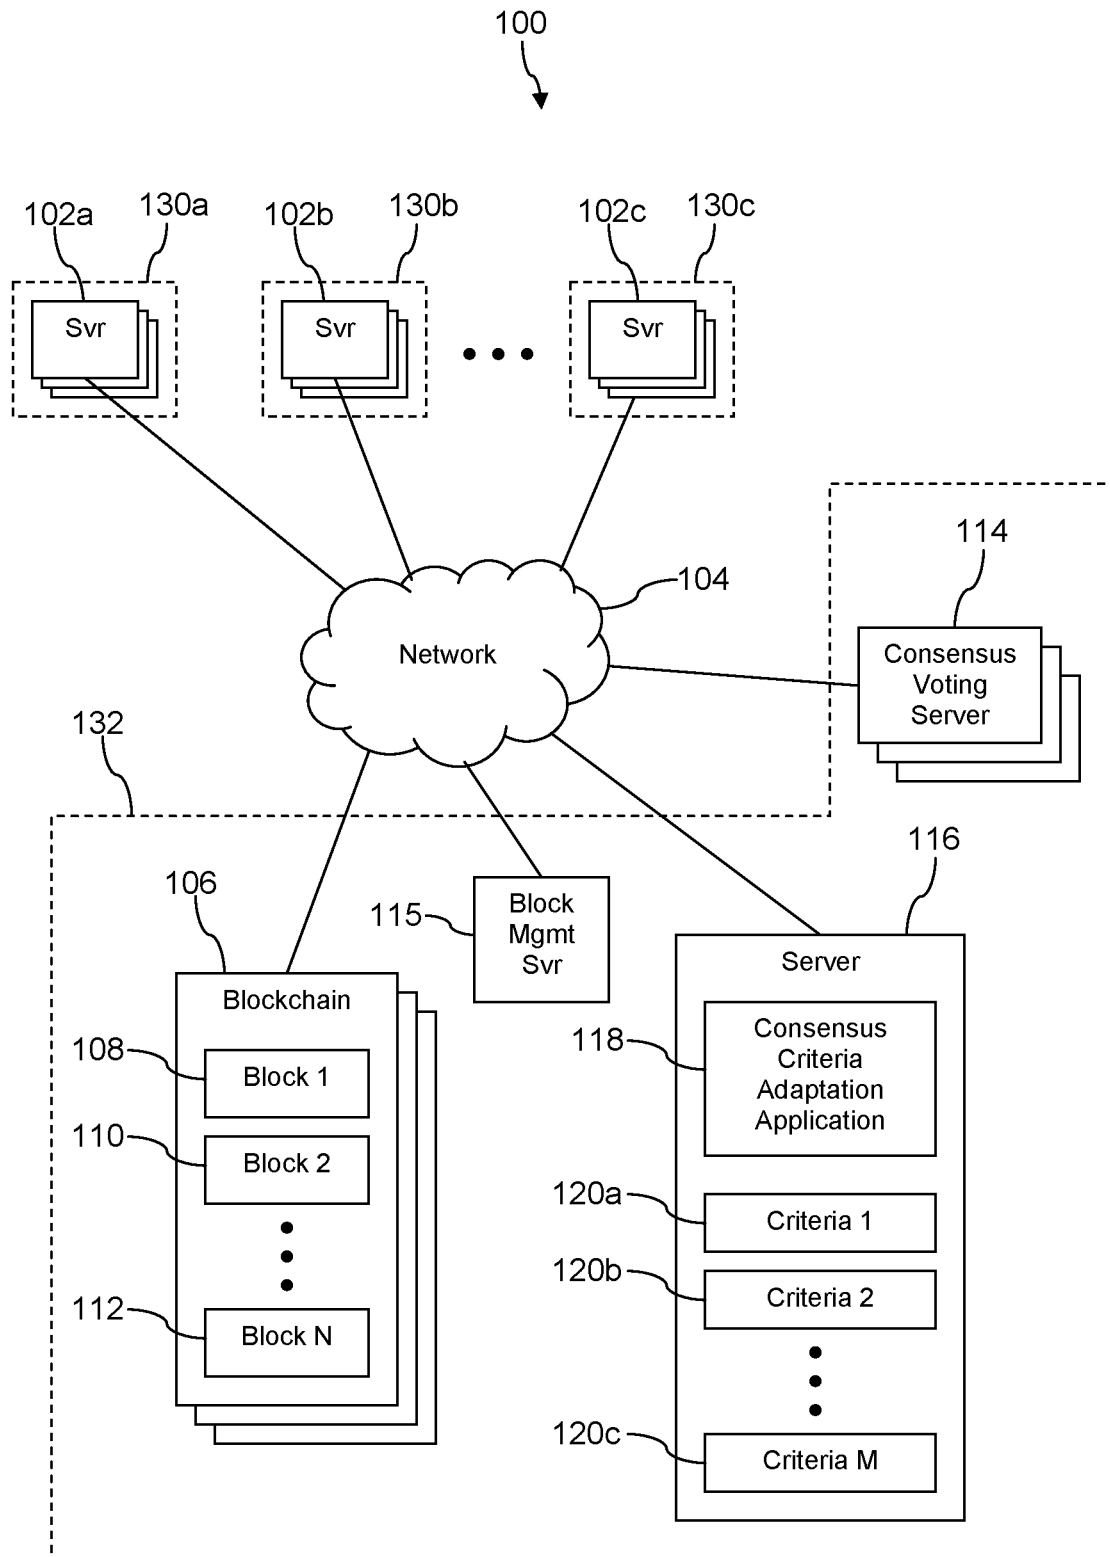 100
102a
130a
102b
130b
102c
130c
Svr
Svr
Svr
114
104
Network
Consensus
Voting
Server
132
116
106
115
Block
Mgmt
Svr
Server
Blockchain
118
Consensus
Criteria
Adaptation
Application
108
Block 1
110
Block 2
120a
Criteria 1
120b
Criteria 2
112
Block N
120c
Criteria M